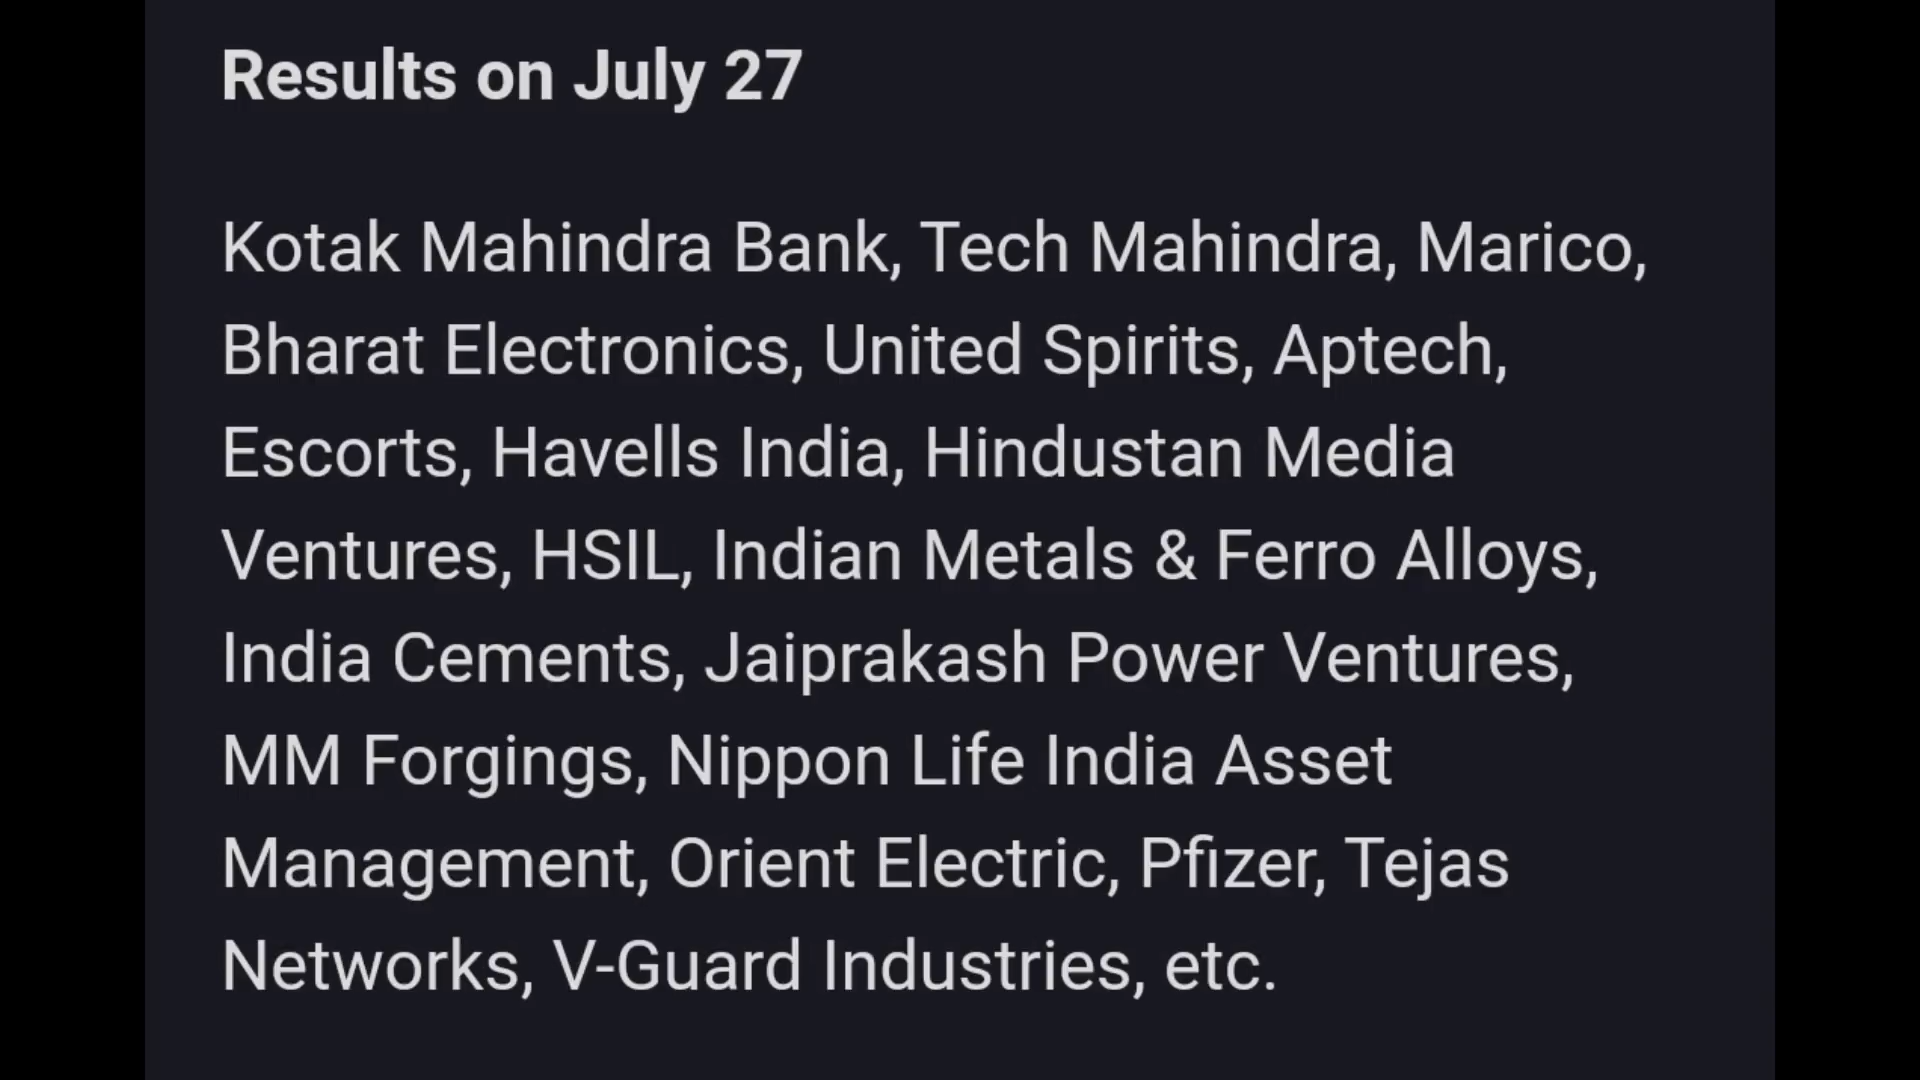 Results on July 27
Kotak Mahindra Bank, Tech Mahindra, Marico,
Bharat Electronics, United Spirits, Aptech,
Escorts, Havells India, Hindustan Media
Ventures, HSIL, Indian Metals & Ferro Alloys,
India Cements, Jaiprakash Power Ventures,
MM Forgings, Nippon Life India Asset
Management, Orient Electric, Pfizer, Tejas
Networks, V-Guard Industries, etc.